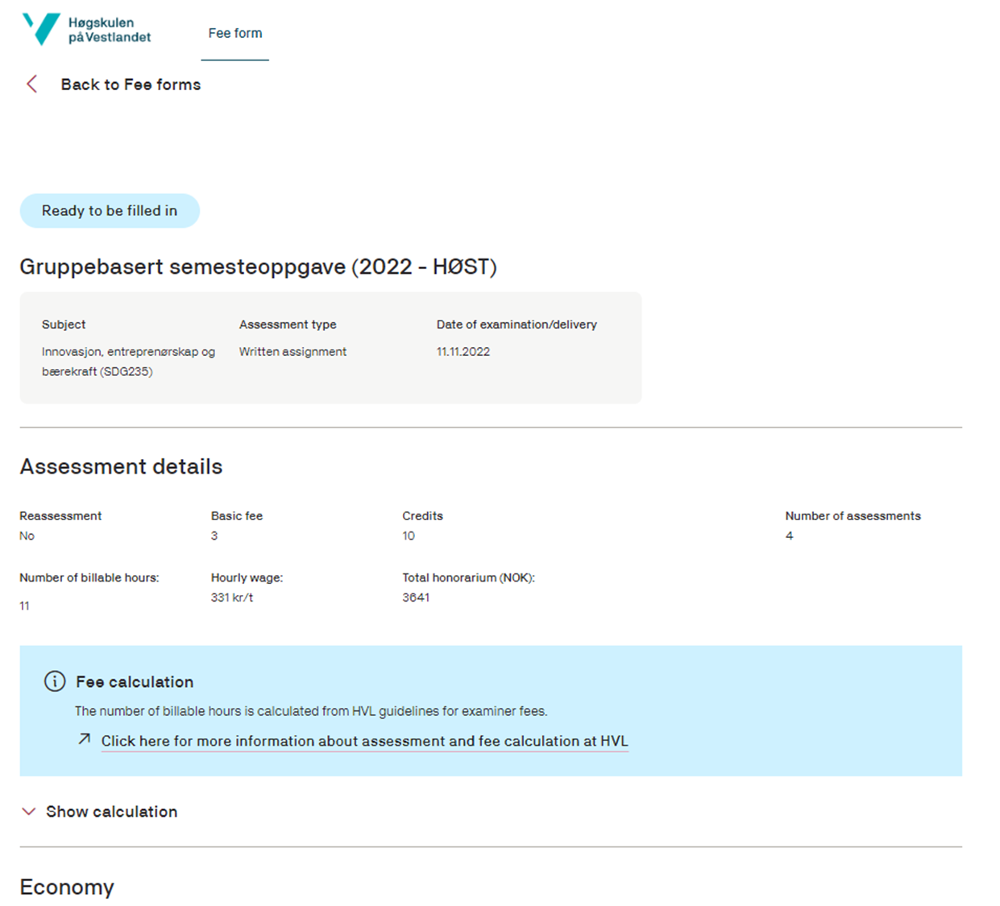 Høgskulen
på Vestlandet
Fee form
Back to Fee forms
Ready to be filled in
Gruppebasert semesteoppgave (2022 - HØST)
Subject
Assessment type
Date of examination/delivery
Innovasjon, entreprenørskap og
bærekraft (SDG235)
Written assignment
11.11.2022
Assessment details
Reassessment
Basic fee
Credits
Number of assessments
No
3
10
4
Number of billable hours:
Hourly wage:
Total honorarium (NOK):
11
331 kr/t
3641
Fee calculation
The number of billable hours is calculated from HVL guidelines for examiner fees.
Click here for more information about assessment and fee calculation at HVL
Show calculation
Economy